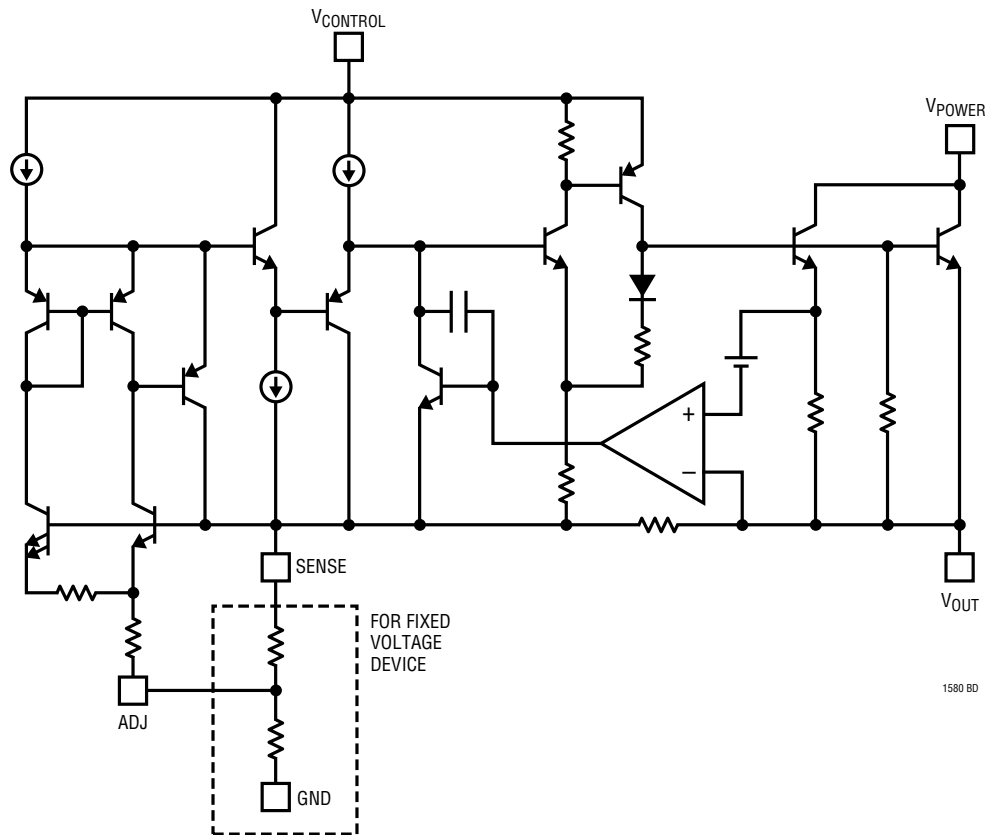 VCONTROL
VPOWER
+
−
SENSE
VOUT
FOR FIXED
VOLTAGE
DEVICE
ADJ
GND
1580 BD